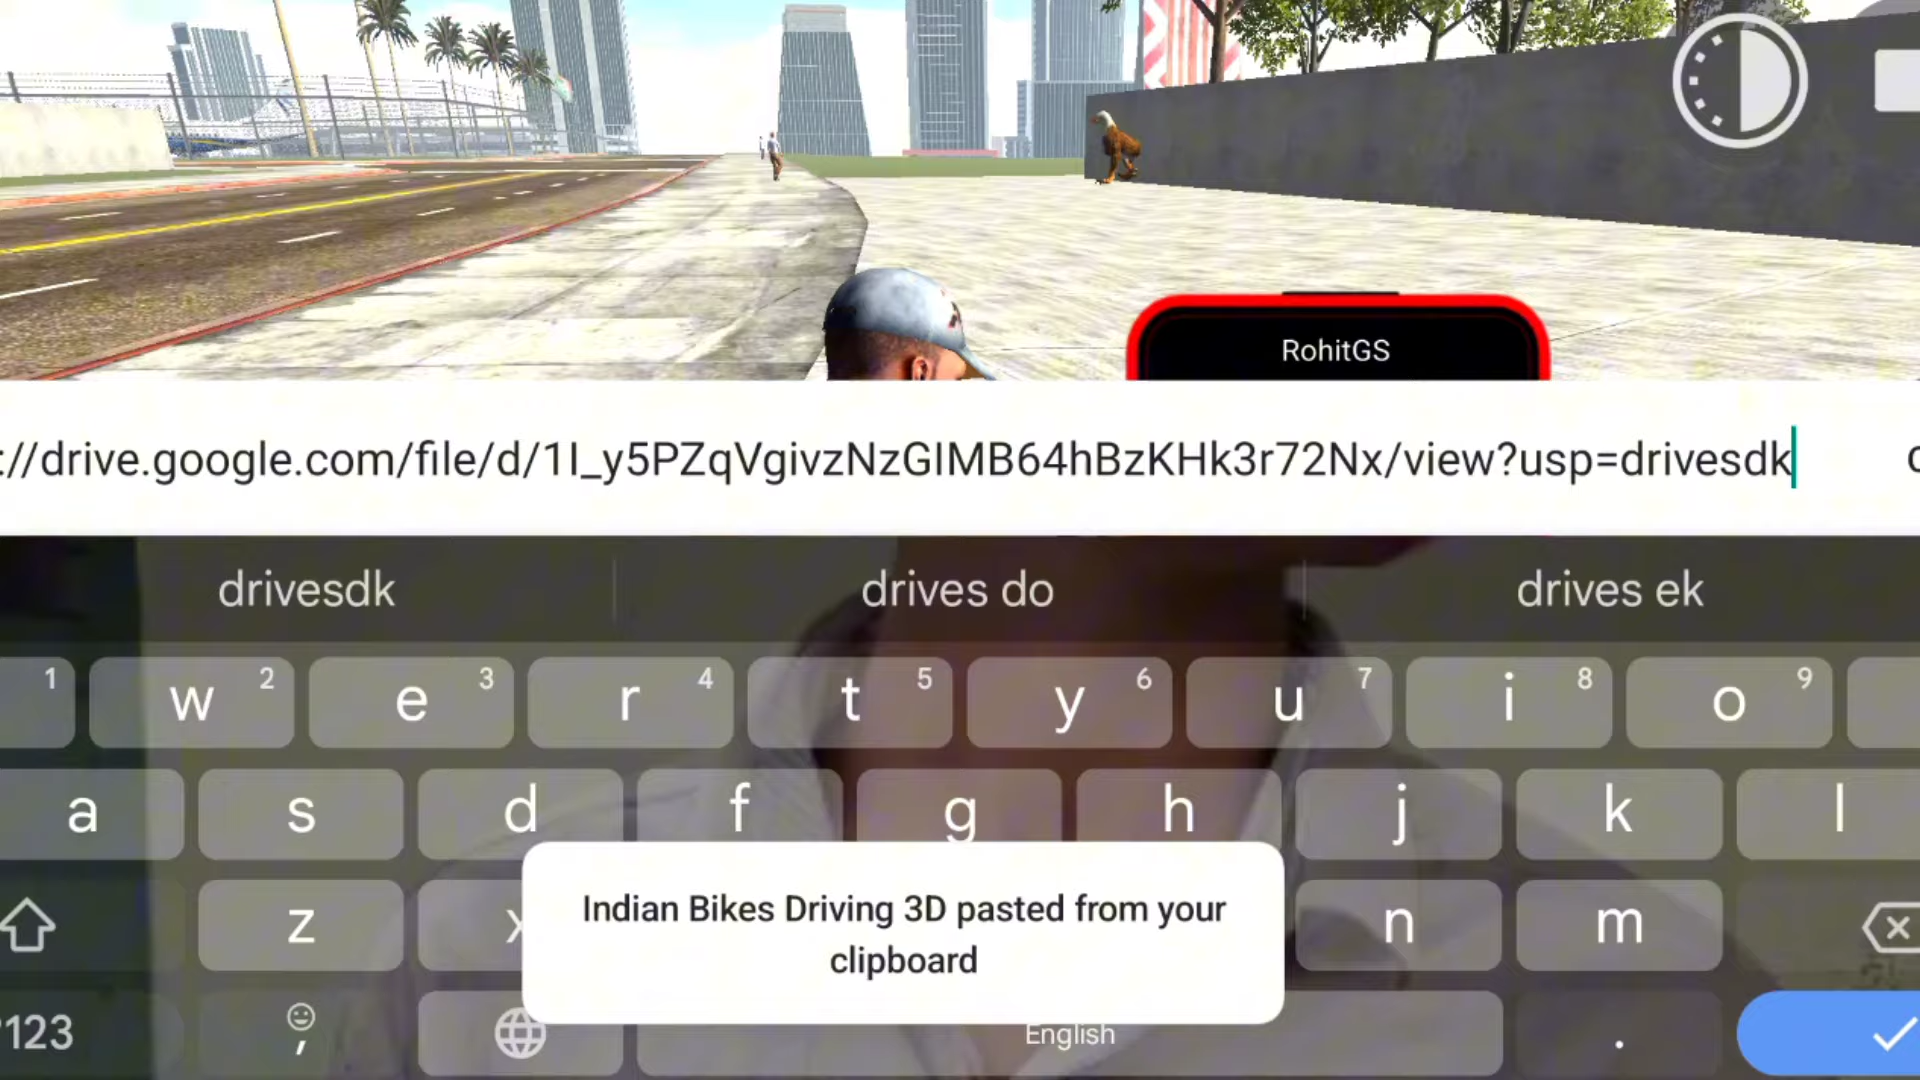 RohitGS
://drive.google.com/file/d/1I_y5PZqVgivzNzGIMB64hBzKHk3r72Nx/view?usp=drivesdk
drivesdk drives do drives ek
1 w 2 e 3 r 4 t 5 y 6 u 7 i 8 o 9
a s d f g h j k l
z x n m
Indian Bikes Driving 3D pasted from your
clipboard
?123 , English .